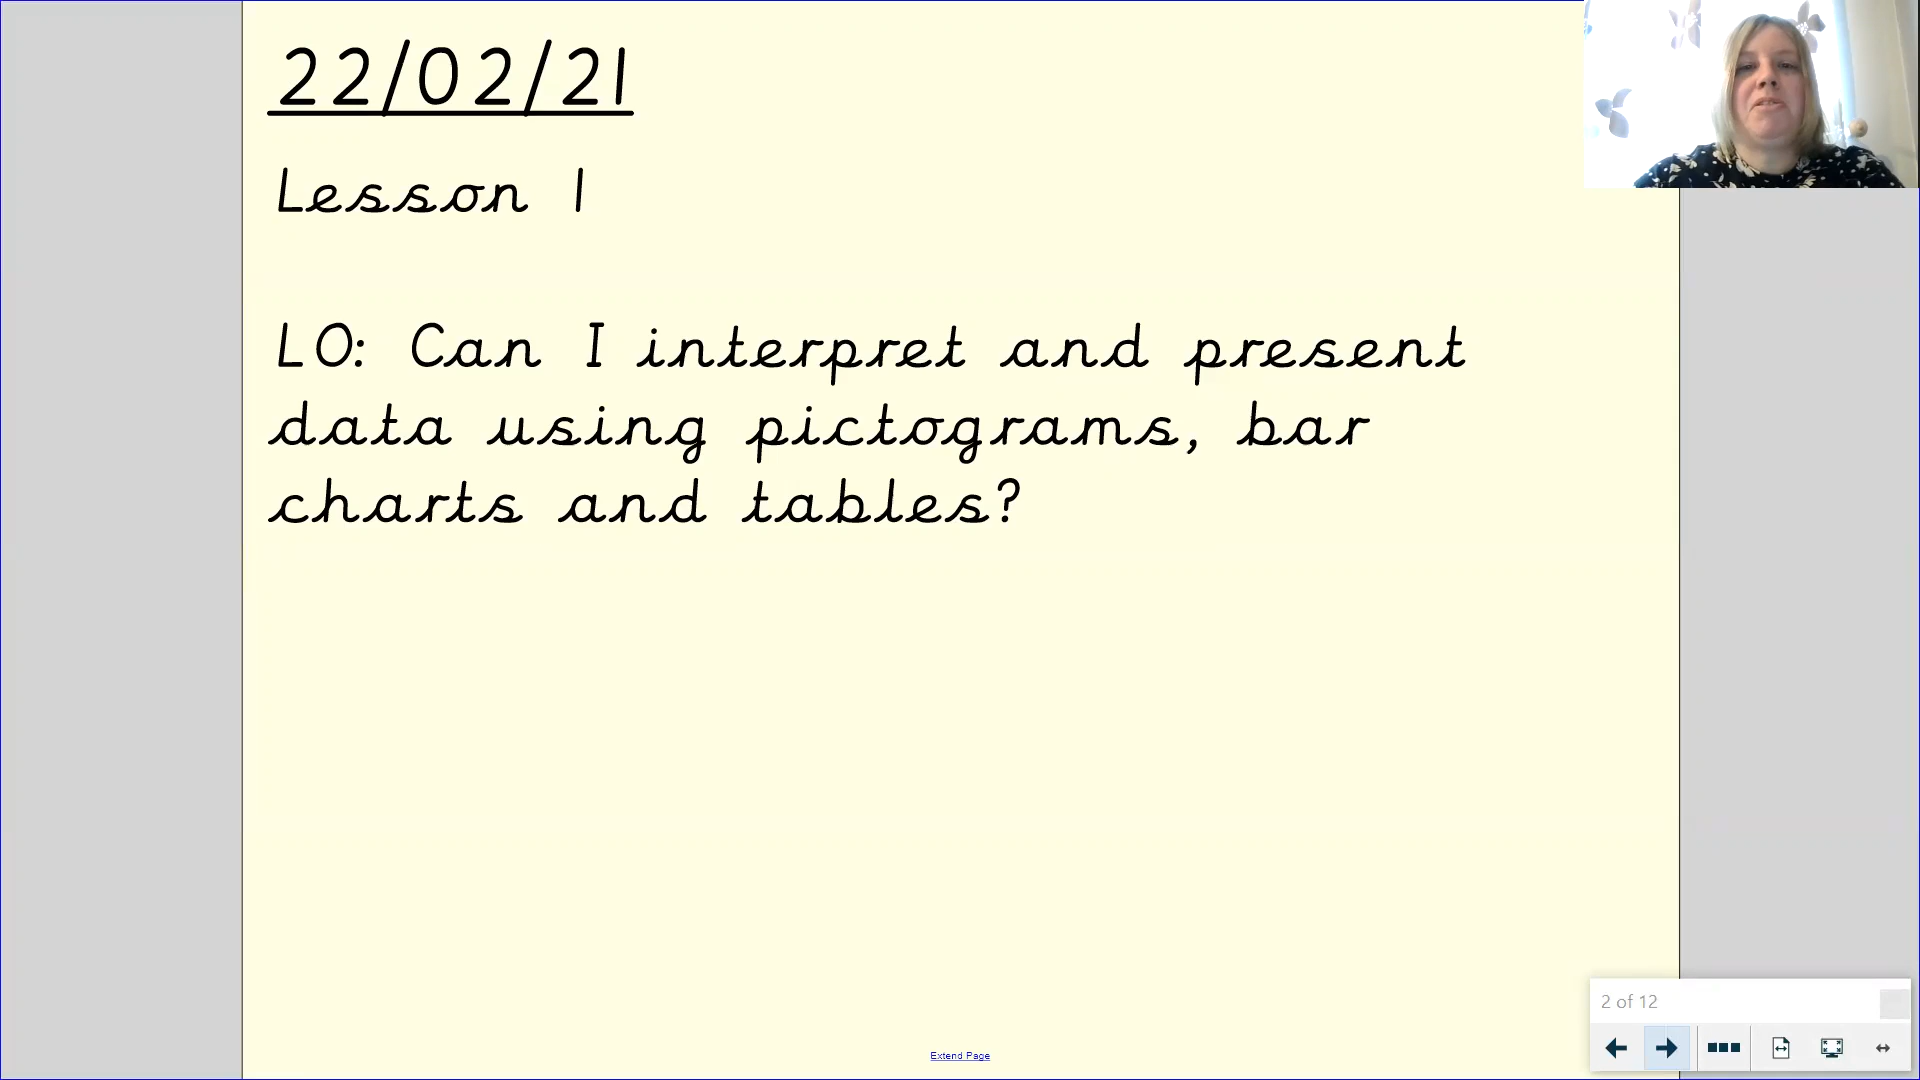 22/02/21
Lesson 1
LO: Can I interpret and present
data using pictograms, bar
charts and tables?
2 of 12
Extend Page